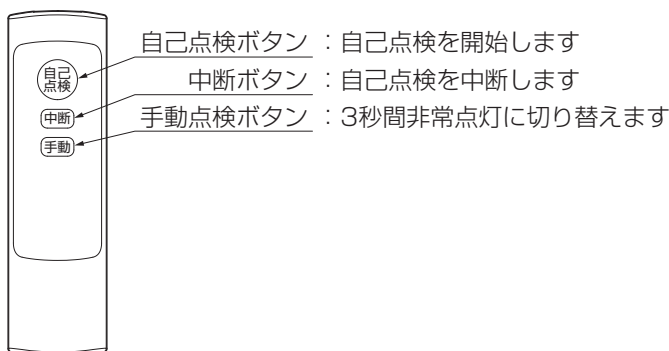 自己点検ボタン：自己点検を開始します
中断ボタン：自己点検を中断します
手動点検ボタン：3秒間非常点灯に切り替えます
自己
点検
中断
手動